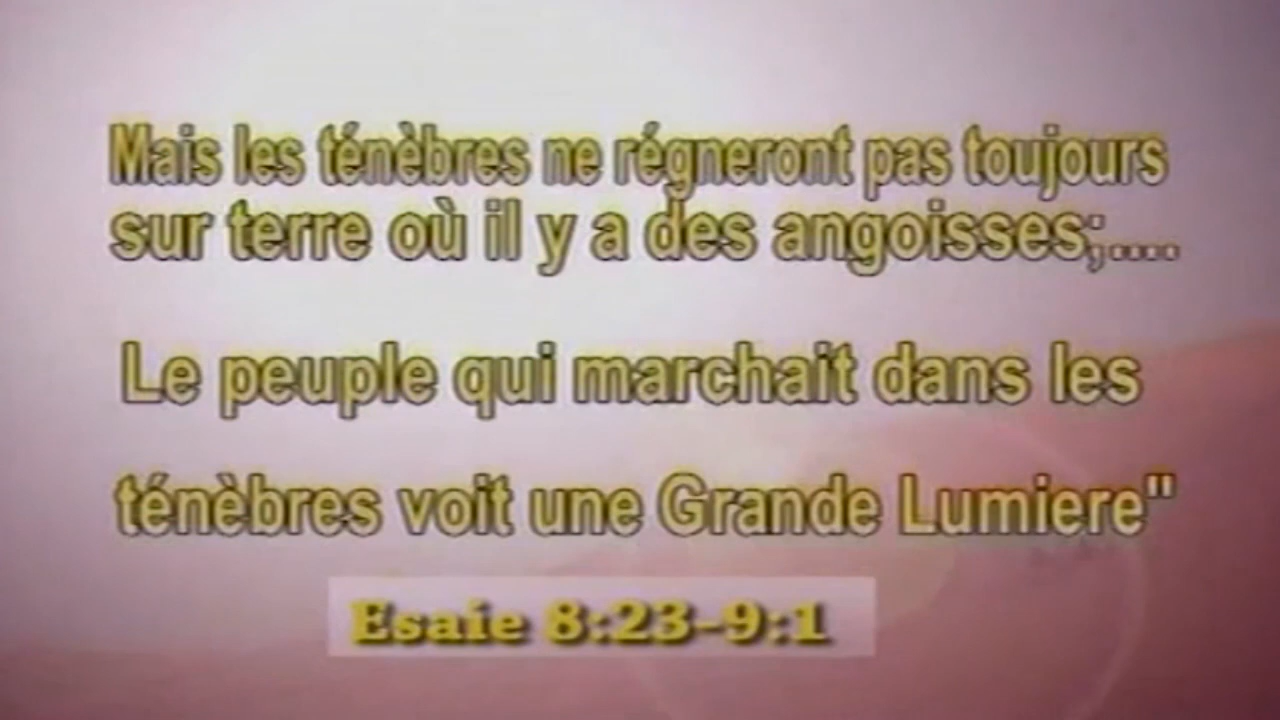 Mais les ténèbres ne régneront pas toujours
sur terre où il y a des angoisses;....
Le peuple qui marchait dans les
ténèbres voit une Grande Lumiere"
Esaie 8:23-9:1